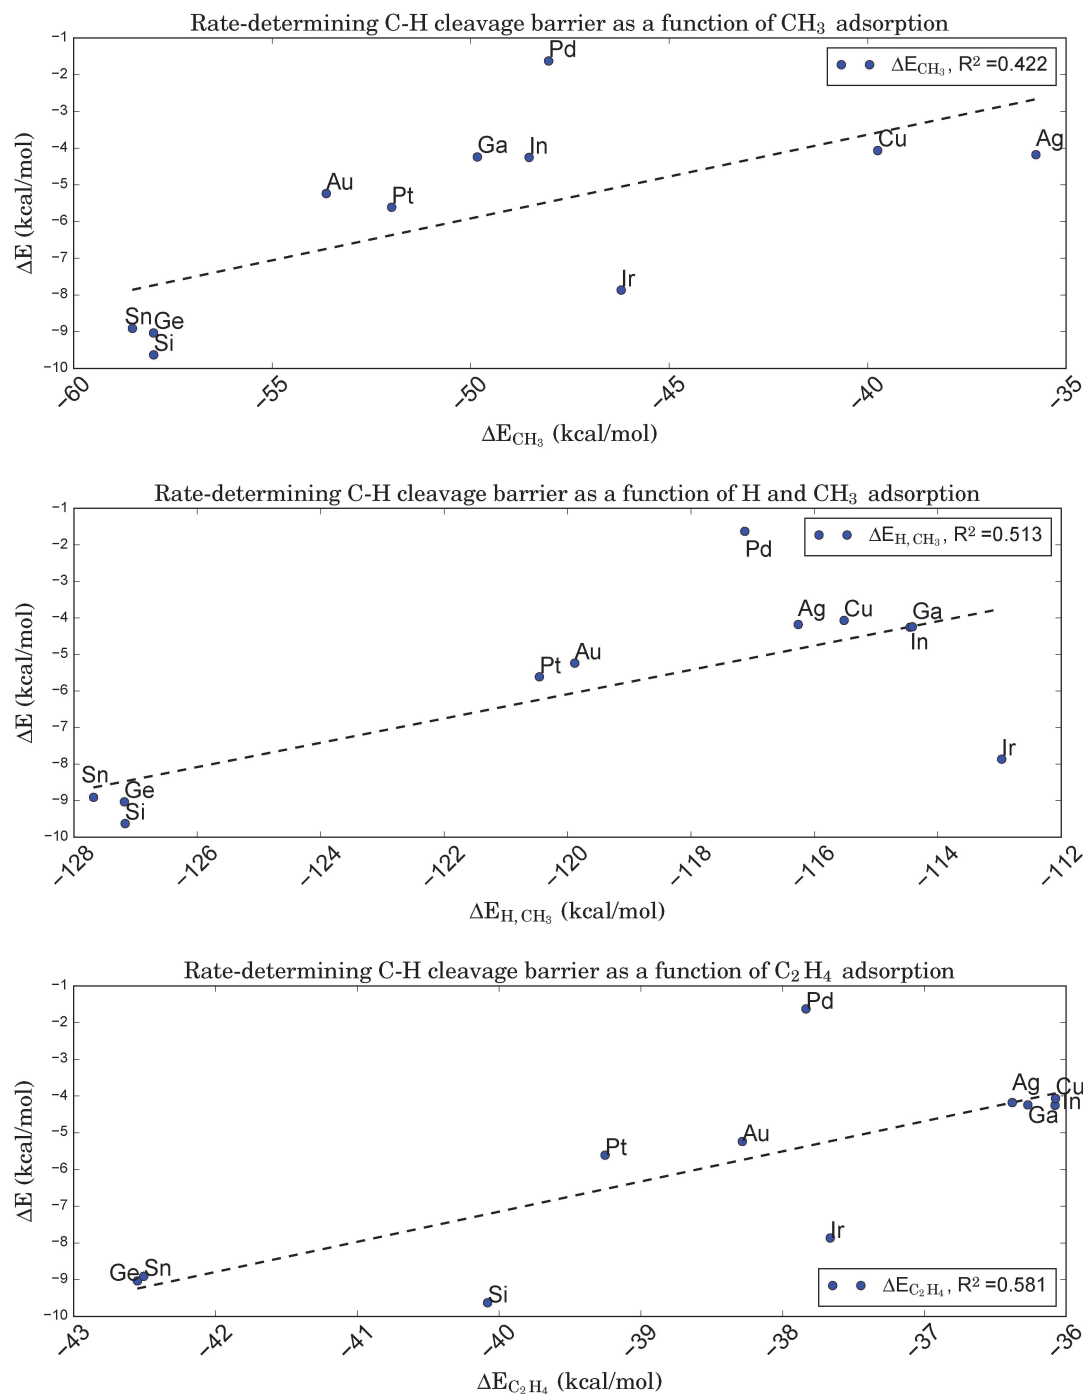 Rate-determining C-H cleavage barrier as a function of CH₃ adsorption
ΔE (kcal/mol)
−1
−2
−3
−4
−5
−6
−7
−8
−9
−10
ΔE_CH₃, R² =0.422
Pd
Ga
In
Cu
Ag
Au
Pt
Ir
Sn
Ge
Si
−60
−55
−50
−45
−40
−35
ΔE_CH₃ (kcal/mol)
Rate-determining C-H cleavage barrier as a function of H and CH₃ adsorption
ΔE (kcal/mol)
−1
−2
−3
−4
−5
−6
−7
−8
−9
−10
ΔE_H,CH₃, R² =0.513
Pd
Ag
Cu
Ga
In
Pt
Au
Ir
Sn
Ge
Si
−128
−126
−124
−122
−120
−118
−116
−114
−112
ΔE_H,CH₃ (kcal/mol)
Rate-determining C-H cleavage barrier as a function of C₂H₄ adsorption
ΔE (kcal/mol)
−1
−2
−3
−4
−5
−6
−7
−8
−9
−10
Pd
Ag
Cu
Ga
In
Au
Pt
Ir
Ge
Sn
Si
ΔE_C₂H₄, R² =0.581
−43
−42
−41
−40
−39
−38
−37
−36
ΔE_C₂H₄ (kcal/mol)